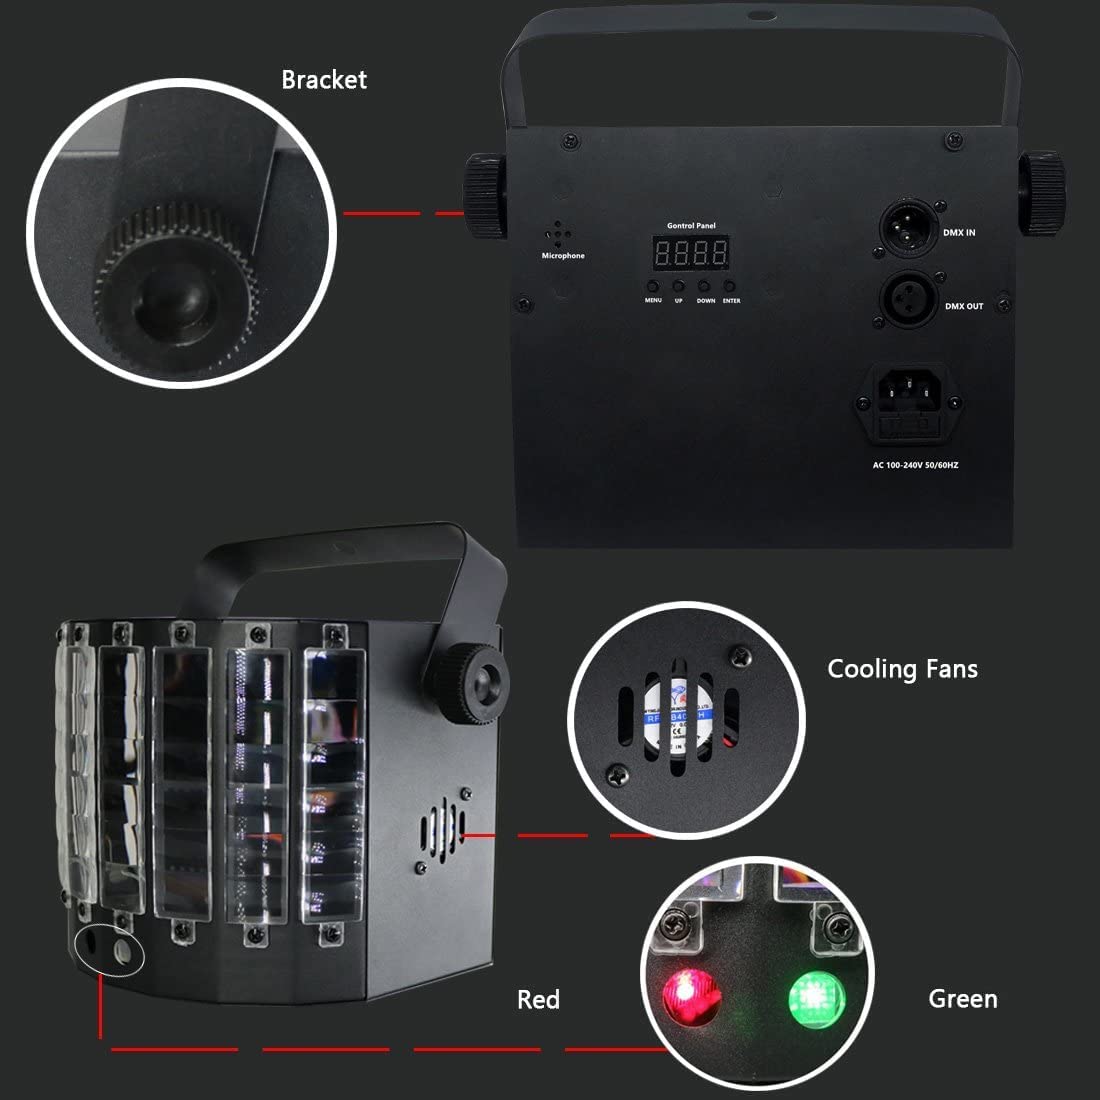 Bracket
Gontrol Panel
DMX IN
Microphone
MENU UP DOWN ENTER
DMX OUT
AC 100-240V 50/60HZ
Cooling Fans
Red
Green